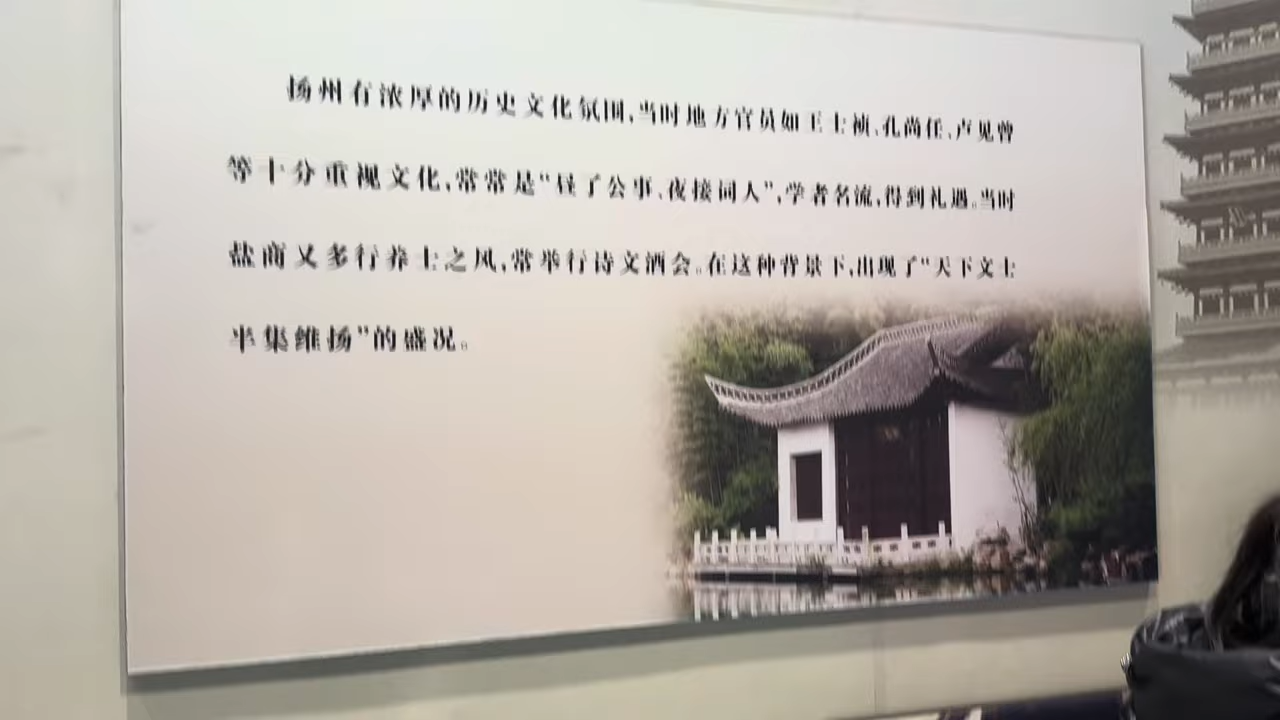 扬州有浓厚的历史文化氛围,当时地方官员如王士祯、孔尚任、卢见曾
等十分重视文化,常常是“昼了公事、夜接词人”,学者名流,得到礼遇。当时
盐商又多行养士之风,常举行诗文酒会。在这种背景下,出现了“天下文士
半集维扬”的盛况。